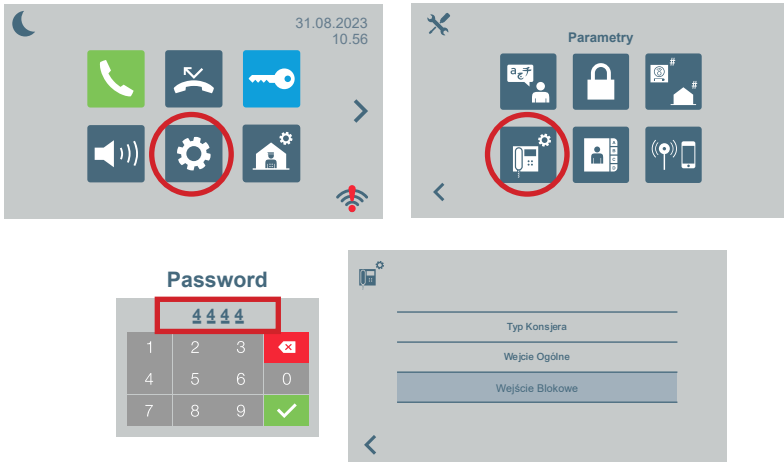 31.08.2023
10.56
Parametry
Password
4 4 4 4
1 2 3
4 5 6 0
7 8 9
Typ Konsjera
Wejcie Ogólne
Wejście Blokowe